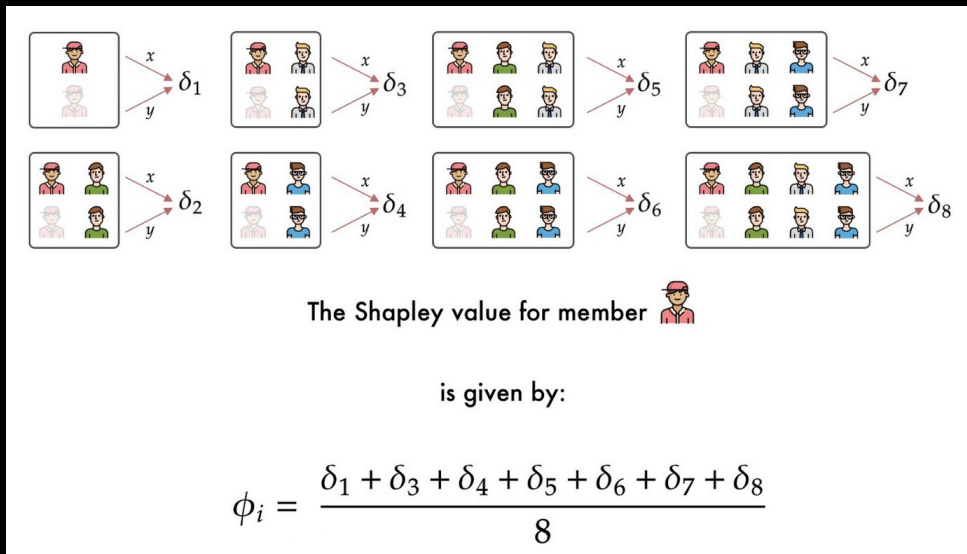 x
δ₁
y
x
δ₃
y
x
δ₅
y
x
δ₇
y
x
δ₂
y
x
δ₄
y
x
δ₆
y
x
δ₈
y
The Shapley value for member
is given by:
ϕᵢ = (δ₁ + δ₃ + δ₄ + δ₅ + δ₆ + δ₇ + δ₈) / 8